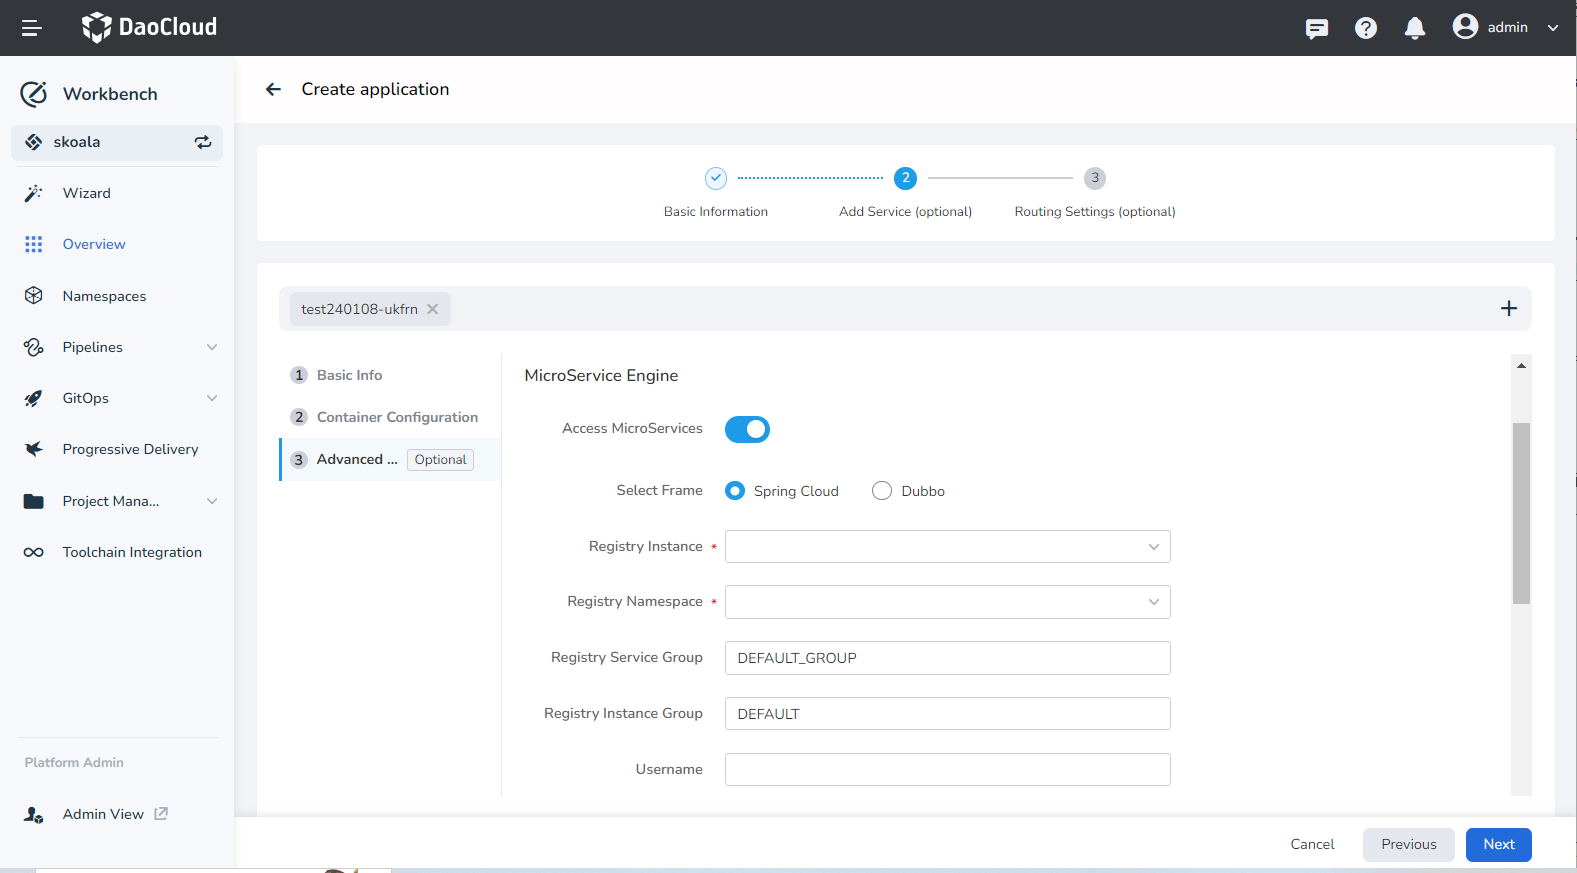 DaoCloud
admin
Workbench
skoala
Wizard
Overview
Namespaces
Pipelines
GitOps
Progressive Delivery
Project Mana...
Toolchain Integration
Platform Admin
Admin View
Create application
2
3
Basic Information
Add Service (optional)
Routing Settings (optional)
test240108-ukfrn
1 Basic Info
2 Container Configuration
3 Advanced ... Optional
MicroService Engine
Access MicroServices
Select Frame Spring Cloud Dubbo
Registry Instance *
Registry Namespace *
Registry Service Group DEFAULT_GROUP
Registry Instance Group DEFAULT
Username
Cancel Previous Next